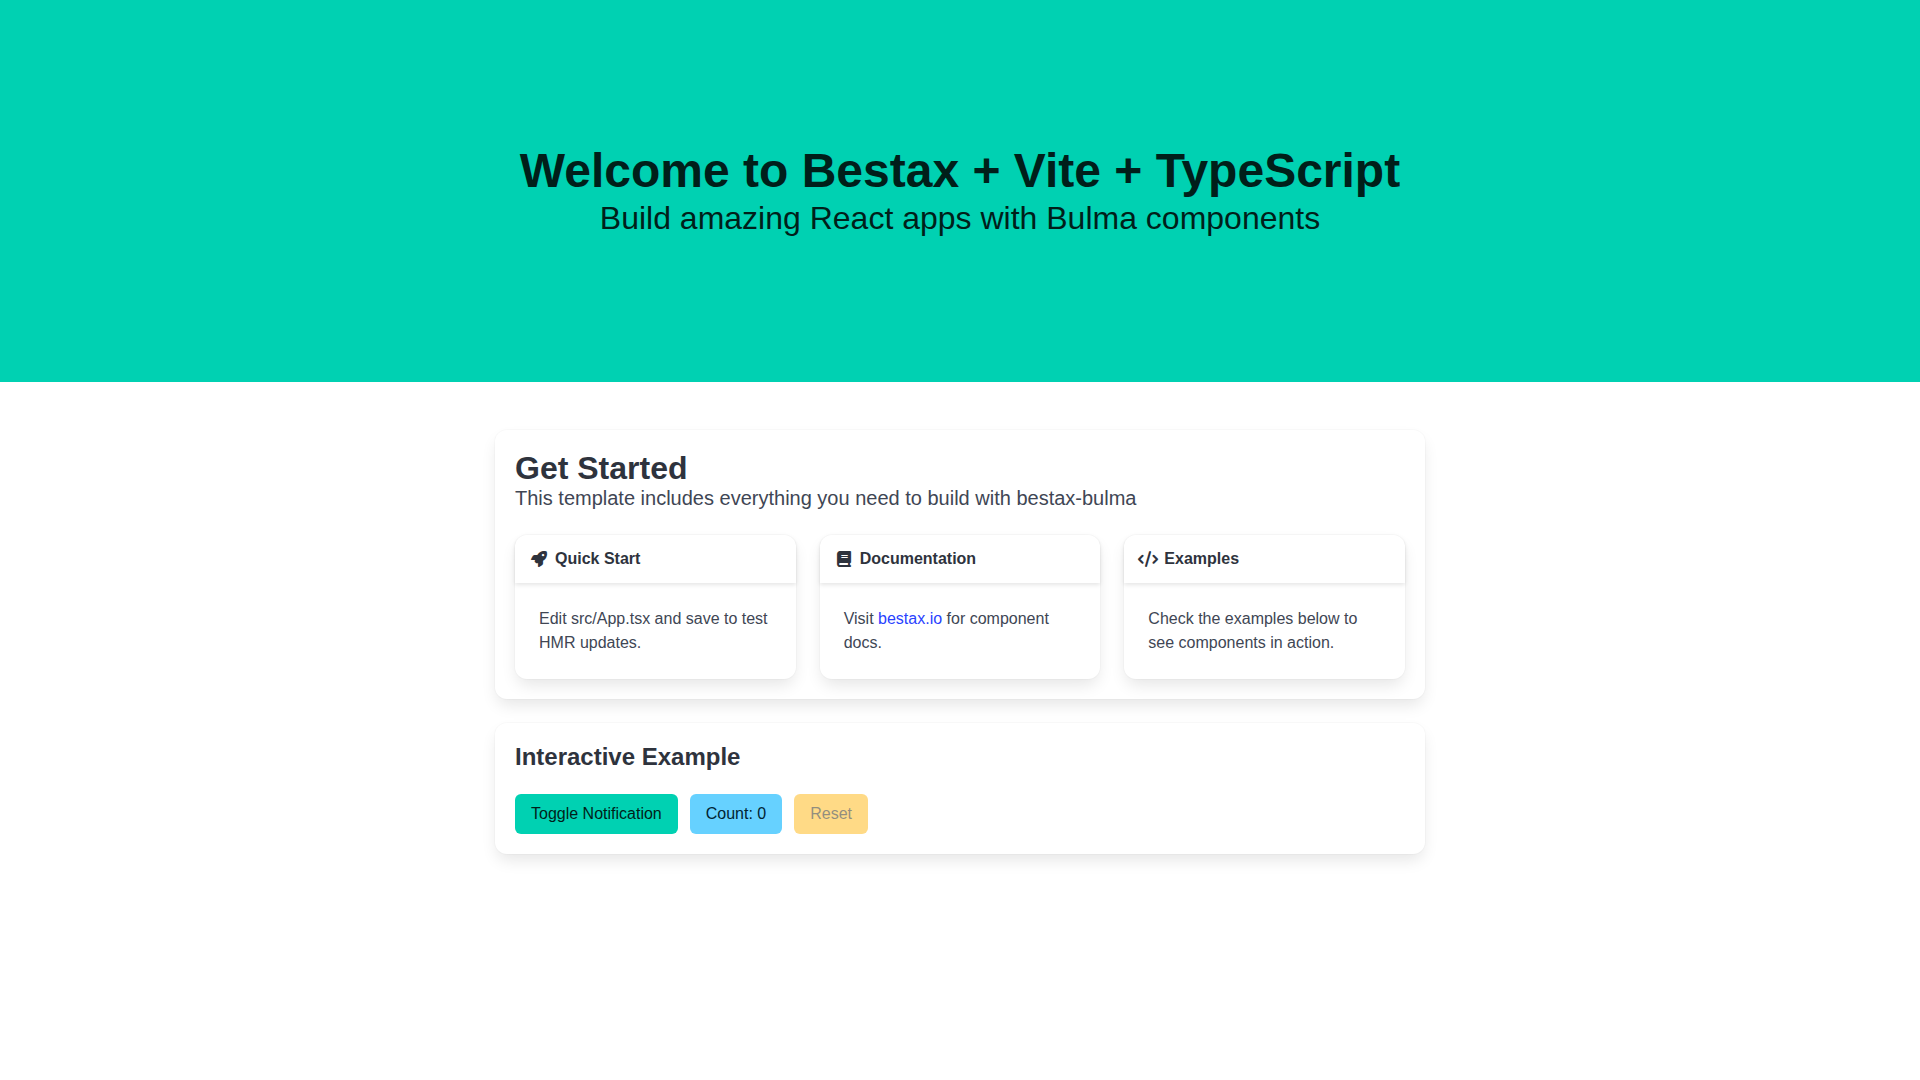 Welcome to Bestax + Vite + TypeScript
Build amazing React apps with Bulma components
Get Started
This template includes everything you need to build with bestax-bulma
Quick Start
Edit src/App.tsx and save to test
HMR updates.
Documentation
Visit bestax.io for component
docs.
Examples
Check the examples below to
see components in action.
Interactive Example
Toggle Notification
Count: 0
Reset